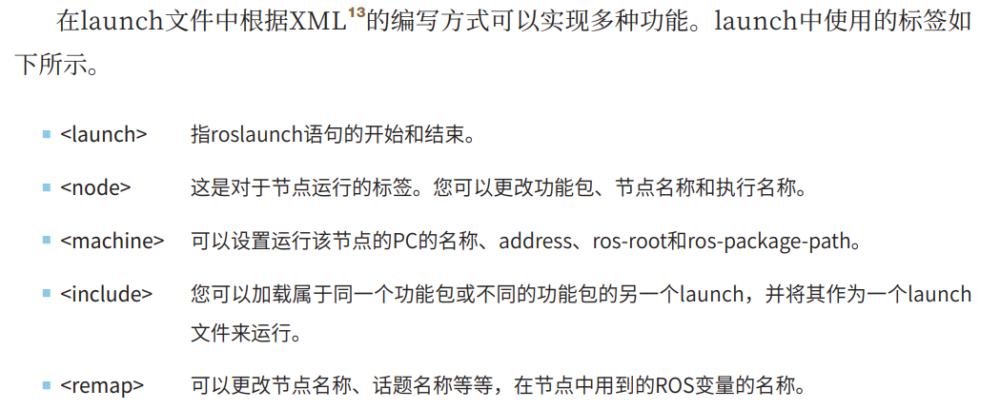 在launch文件中根据XML13的编写方式可以实现多种功能。launch中使用的标签如
下所示。
<launch> 指roslaunch语句的开始和结束。
<node> 这是对于节点运行的标签。您可以更改功能包、节点名称和执行名称。
<machine> 可以设置运行该节点的PC的名称、address、ros-root和ros-package-path。
<include> 您可以加载属于同一个功能包或不同的功能包的另一个launch，并将其作为一个launch
文件来运行。
<remap> 可以更改节点名称、话题名称等等，在节点中用到的ROS变量的名称。